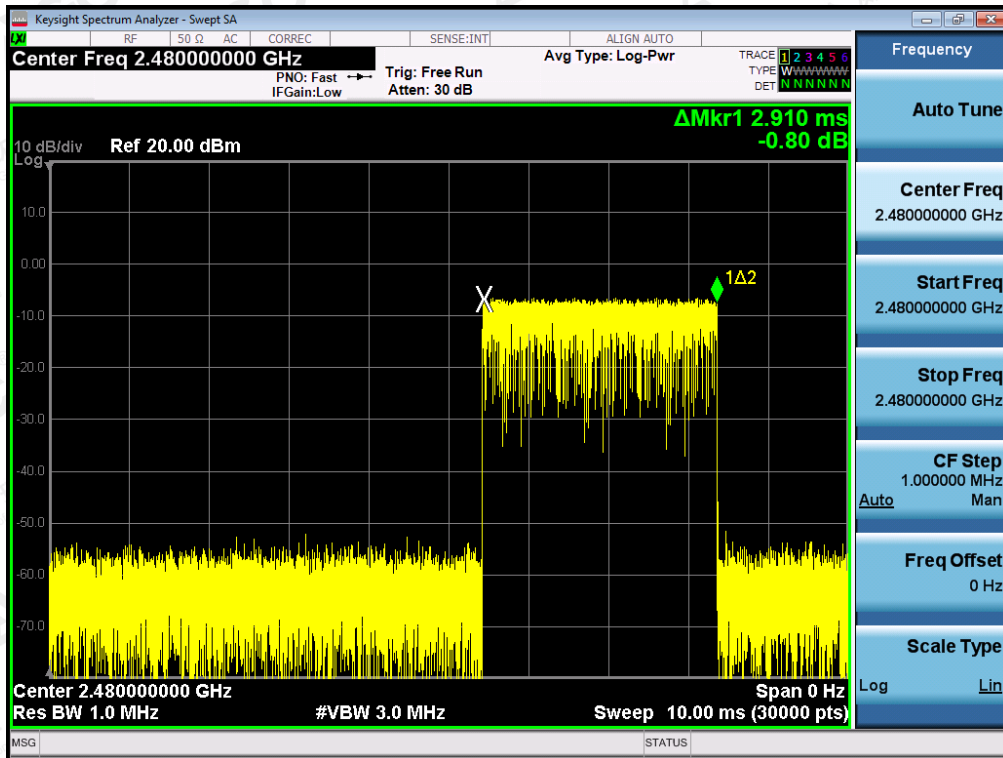 Keysight Spectrum Analyzer - Swept SA
LXI RF 50 Ω AC CORREC SENSE:INT ALIGN AUTO
Center Freq 2.480000000 GHz
PNO: Fast
IFGain:Low
Trig: Free Run
Atten: 30 dB
Avg Type: Log-Pwr
TRACE 1 2 3 4 5 6
TYPE WWWWWW
DET N N N N N N
ΔMkr1 2.910 ms
-0.80 dB
10 dB/div Ref 20.00 dBm
Log
10.0
0.00
-10.0
-20.0
-30.0
-40.0
-50.0
-60.0
-70.0
X
1Δ2
Center 2.480000000 GHz Span 0 Hz
Res BW 1.0 MHz #VBW 3.0 MHz Sweep 10.00 ms (30000 pts)
MSG STATUS
Frequency
Auto Tune
Center Freq
2.480000000 GHz
Start Freq
2.480000000 GHz
Stop Freq
2.480000000 GHz
CF Step
1.000000 MHz
Auto Man
Freq Offset
0 Hz
Scale Type
Log Lin